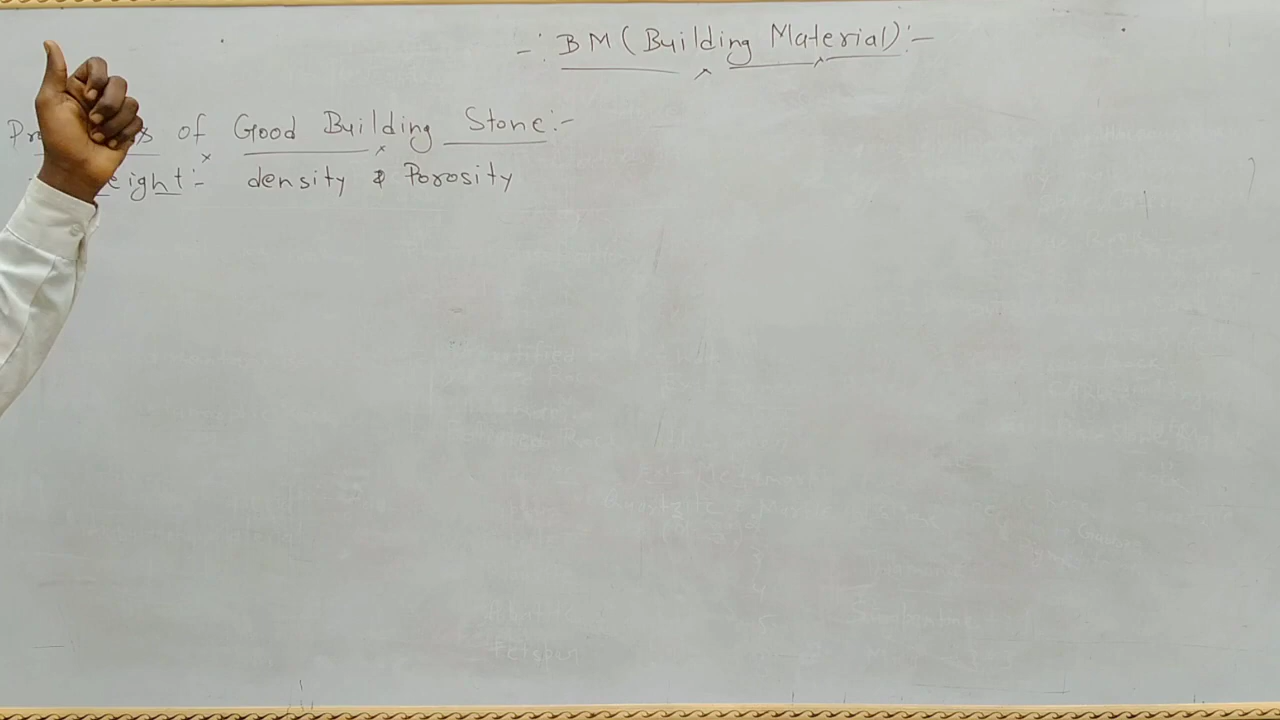 -: BM (Building Material):-
of Good Building Stone:-
density & Porosity